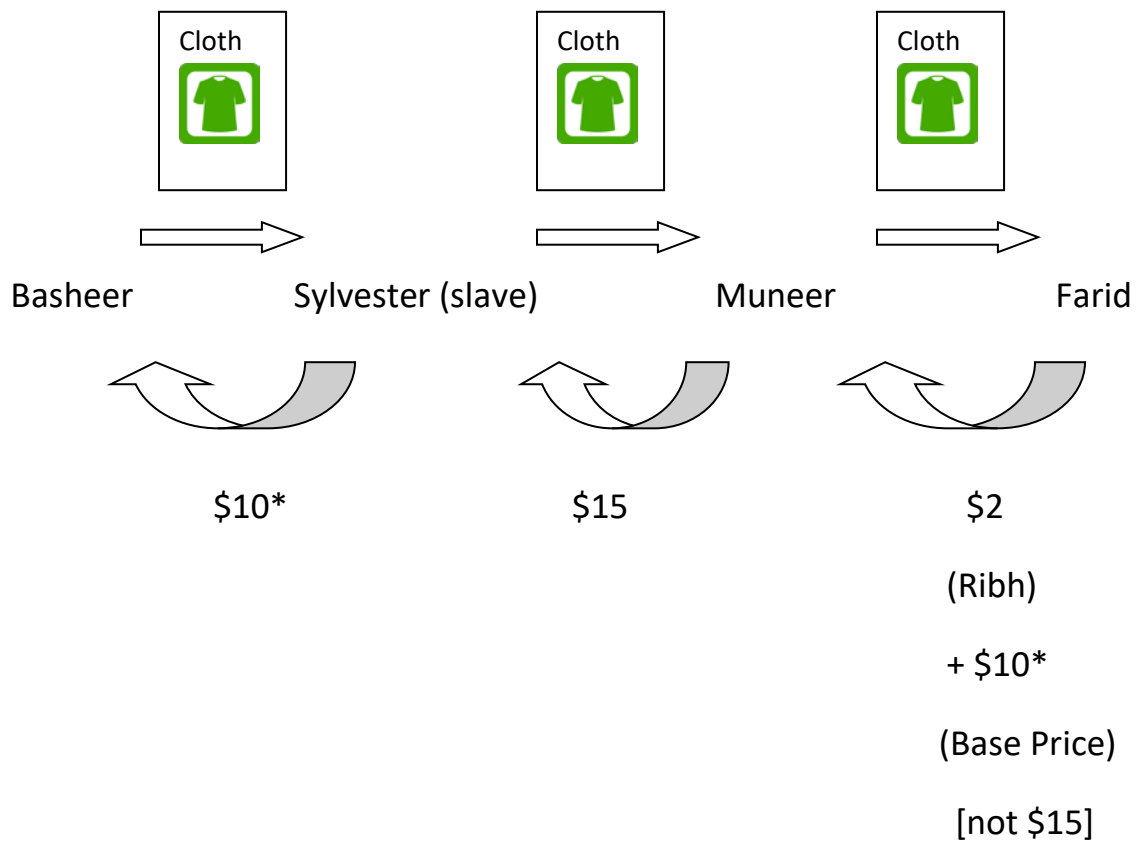 Cloth Cloth Cloth
Basheer Sylvester (slave) Muneer Farid
$10* $15 $2
(Ribh)
+ $10*
(Base Price)
[not $15]